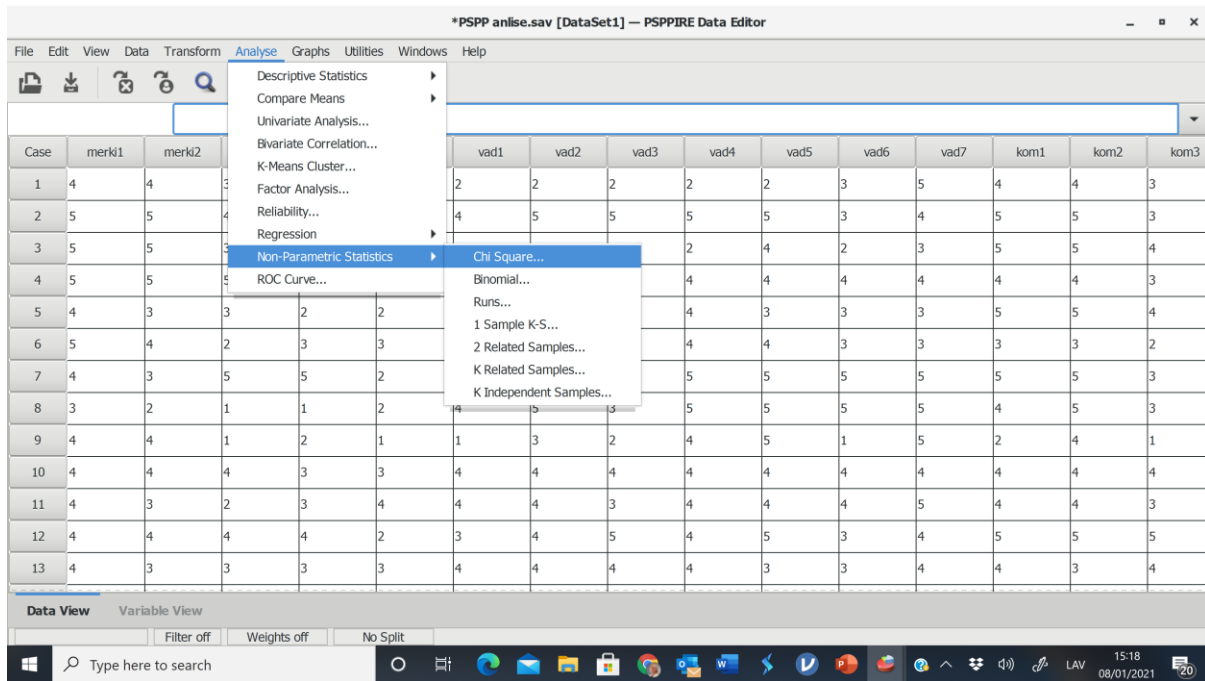 *PSPP anlise.sav [DataSet1] — PSPPIRE Data Editor
File Edit View Data Transform Analyse Graphs Utilities Windows Help
Descriptive Statistics
Compare Means
Univariate Analysis...
Bivariate Correlation...
K-Means Cluster...
Factor Analysis...
Reliability...
Regression
Non-Parametric Statistics
ROC Curve...
Chi Square...
Binomial...
Runs...
1 Sample K-S...
2 Related Samples...
K Related Samples...
K Independent Samples...
Case merki1 merki2 vad1 vad2 vad3 vad4 vad5 vad6 vad7 kom1 kom2 kom3
1 4 4 3 2 2 2 2 2 3 5 4 4 3
2 5 5 4 4 5 5 5 5 3 4 5 5 3
3 5 5 3 2 4 2 3 5 5 4
4 5 5 5 4 4 4 4 4 4 3
5 4 3 3 2 2 4 3 3 3 5 5 4
6 5 4 2 3 3 4 4 3 3 3 3 2
7 4 3 5 5 2 5 5 5 5 5 5 3
8 3 2 1 1 2 4 5 3 5 5 5 5 4 5 3
9 4 4 1 2 1 1 3 2 4 5 1 5 2 4 1
10 4 4 4 3 3 4 4 4 4 4 4 4 4 4 4
11 4 3 2 3 4 4 4 3 4 4 4 5 4 4 3
12 4 4 4 4 2 3 4 5 4 5 3 4 5 5 5
13 4 3 3 3 3 4 4 4 4 3 3 4 4 3 4
Data View Variable View
Filter off Weights off No Split
Type here to search
LAV
15:18
08/01/2021
20